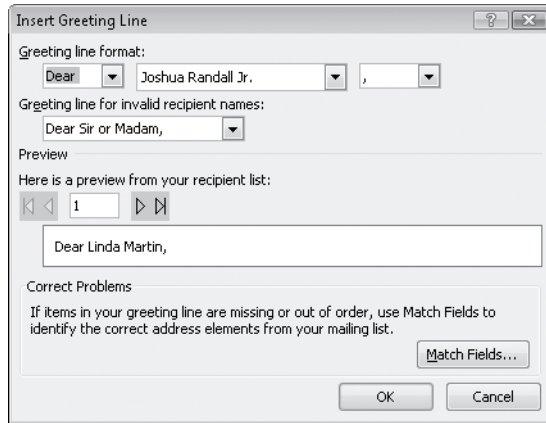 Insert Greeting Line
Greeting line format:
Dear Joshua Randall Jr. ,
Greeting line for invalid recipient names:
Dear Sir or Madam,
Preview
Here is a preview from your recipient list:
1
Dear Linda Martin,
Correct Problems
If items in your greeting line are missing or out of order, use Match Fields to
identify the correct address elements from your mailing list.
Match Fields...
OK Cancel